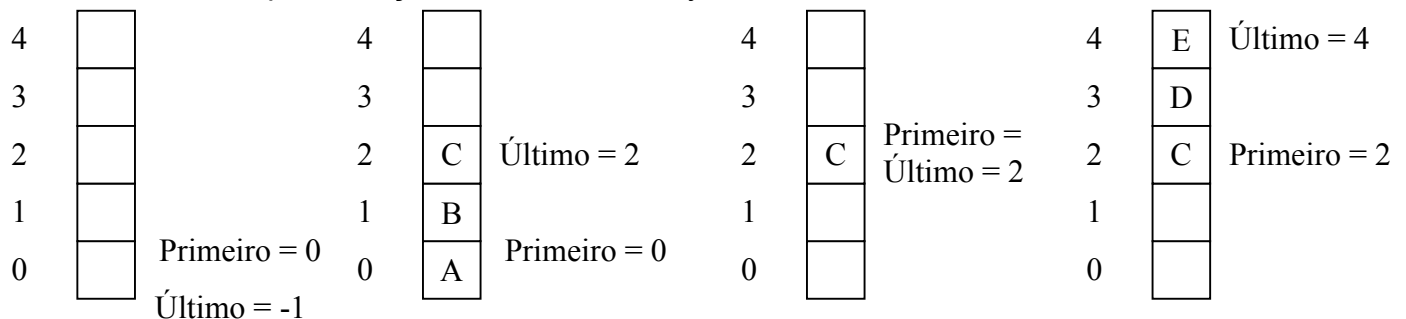 4 4 4 4 E Último = 4
3 3 3 3 D
2 2 C Último = 2 2 C Primeiro = Último = 2 2 C Primeiro = 2
1 1 B 1 1
0 Primeiro = 0 0 A Primeiro = 0 0 0
Último = -1